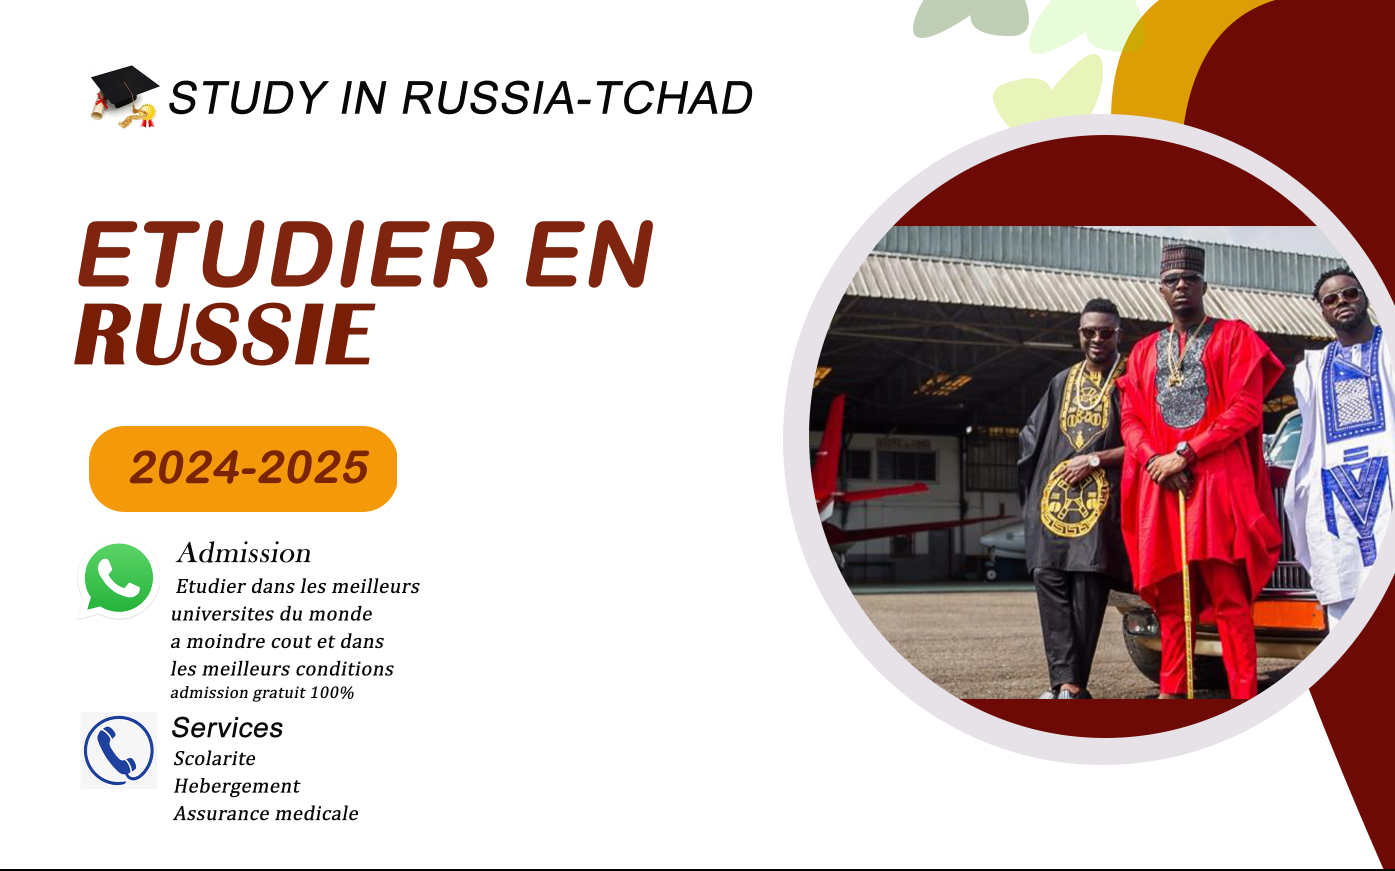 STUDY IN RUSSIA-TCHAD
ETUDIER EN
RUSSIE
2024-2025
Admission
Etudier dans les meilleurs
universites du monde
a moindre cout et dans
les meilleurs conditions
admission gratuit 100%
Services
Scolarite
Hebergement
Assurance medicale